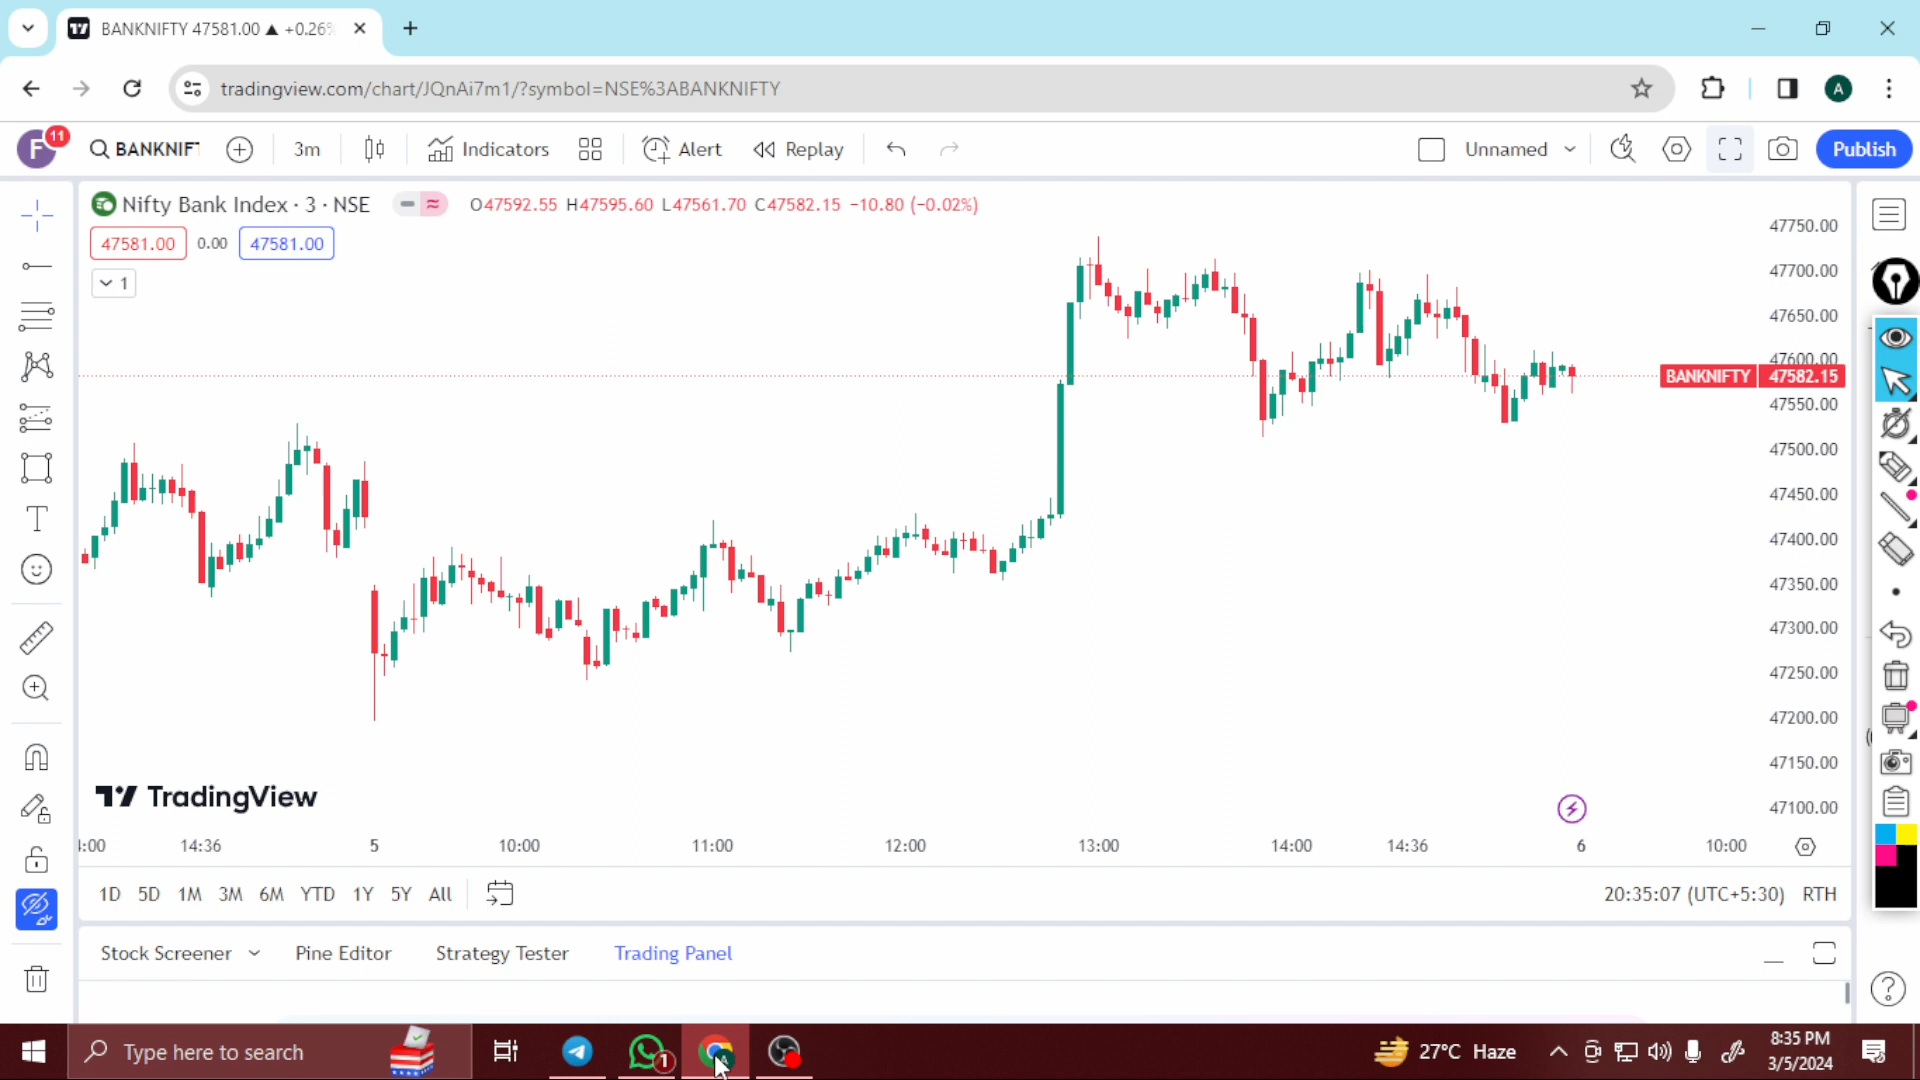 BANKNIFTY 47581.00 ▲ +0.26%
tradingview.com/chart/JQnAi7m1/?symbol=NSE%3ABANKNIFTY
A
F 11 BANKNIFT 3m Indicators Alert Replay Unnamed Publish
Nifty Bank Index · 3 · NSE O47592.55 H47595.60 L47561.70 C47582.15 −10.80 (−0.02%)
47581.00 0.00 47581.00
1
47750.00
47700.00
47650.00
47600.00
BANKNIFTY 47582.15
47550.00
47500.00
47450.00
47400.00
47350.00
47300.00
47250.00
47200.00
47150.00
47100.00
TradingView
14:36 5 10:00 11:00 12:00 13:00 14:00 14:36 6 10:00
1D 5D 1M 3M 6M YTD 1Y 5Y All 20:35:07 (UTC+5:30) RTH
Stock Screener Pine Editor Strategy Tester Trading Panel
Type here to search 1 27°C Haze 8:35 PM
3/5/2024